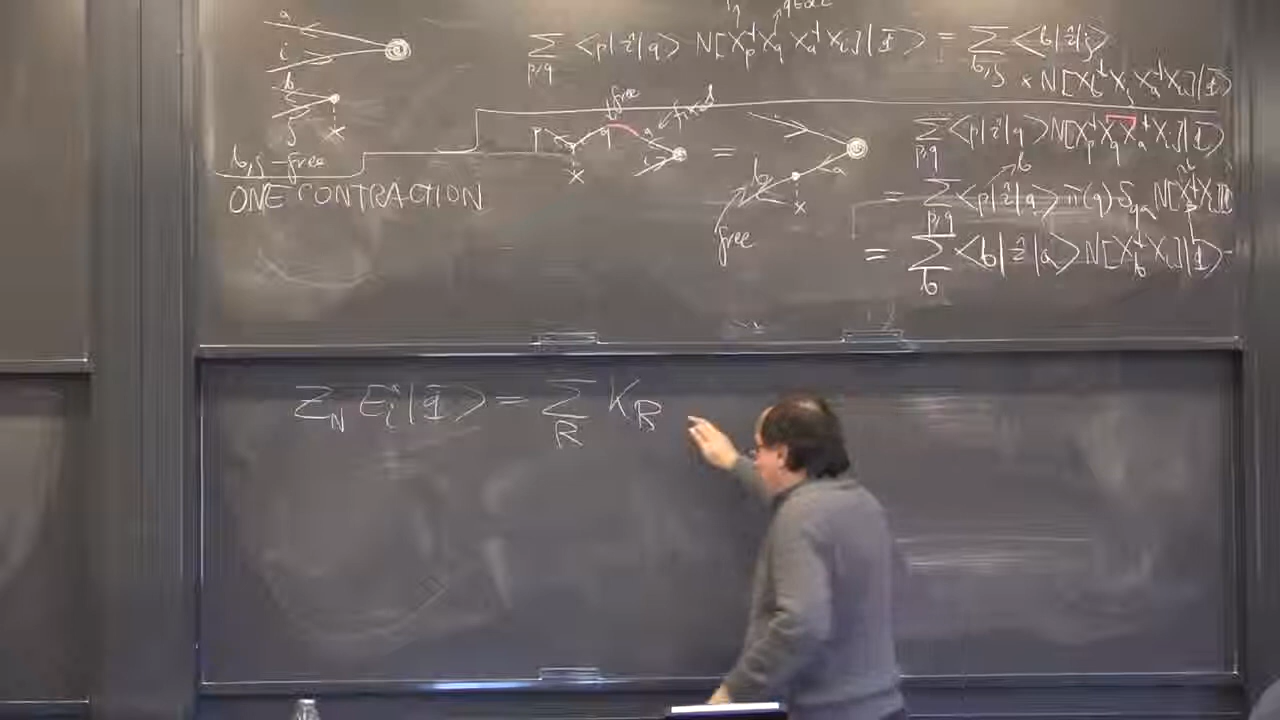 a
i
b
j
×
b,j-free
ONE CONTRACTION
Σ p,q <p|ẑ|q> N[X_p^† X_q X_a^† X_i]|Φ> = Σ b,j <b|ẑ|j>
× N[X_b^† X_j X_a^† X_i]|Φ>
free
fixed
p q a i
×
=
b
a
×
free
Σ p,q <p|ẑ|q> N[X_p^† X_q X_a^† X_i]|Φ>
= Σ p,q <p|ẑ|q> π(q) δ_qa N[X_p^† X_i]|Φ>
= Σ b <b|ẑ|a> N[X_b^† X_i]|Φ>
Z_N E_i^a |Φ> = Σ R K_R